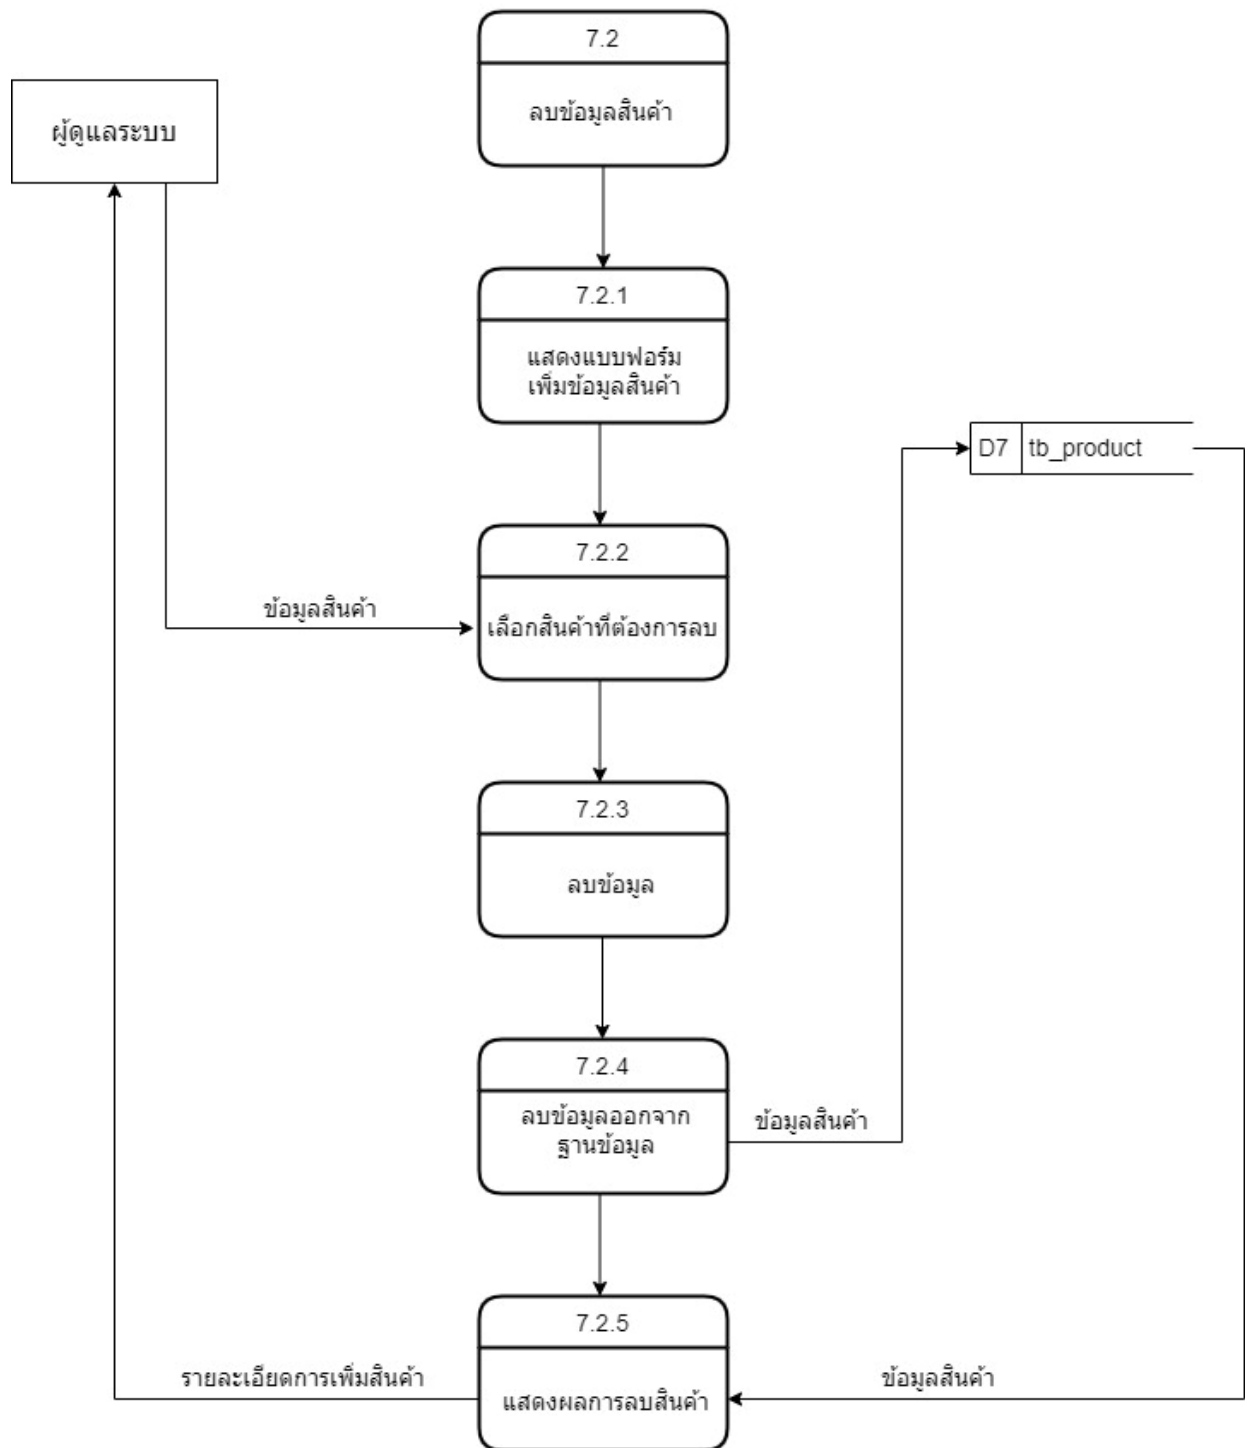 7.2
ลบข้อมูลสินค้า
ผู้ดูแลระบบ
7.2.1
แสดงแบบฟอร์ม
เพิ่มข้อมูลสินค้า
D7 tb_product
7.2.2
ข้อมูลสินค้า
เลือกสินค้าที่ต้องการลบ
7.2.3
ลบข้อมูล
7.2.4
ลบข้อมูลออกจาก
ฐานข้อมูล
ข้อมูลสินค้า
7.2.5
รายละเอียดการเพิ่มสินค้า
แสดงผลการลบสินค้า
ข้อมูลสินค้า